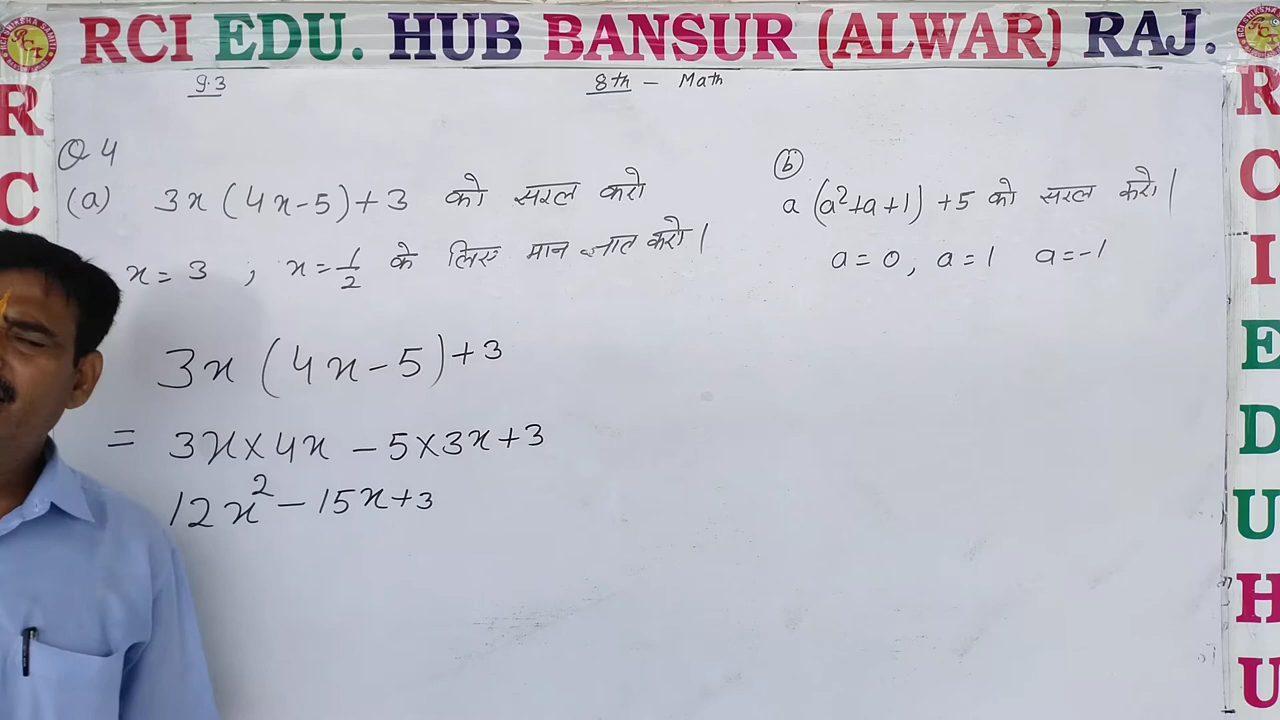 RCI EDU. HUB BANSUR (ALWAR) RAJ.
9.3
8th - Math
Q4
(a) 3x(4x-5)+3 को सरल करो
x = 3 ; x = 1/2 के लिए मान ज्ञात करो।
(b)
a(a²+a+1) +5 को सरल करो।
a = 0, a = 1 a = -1
3x(4x-5)+3
= 3x×4x - 5×3x+3
12x² - 15x+3
R
C
R
C
I
E
D
U
H
U